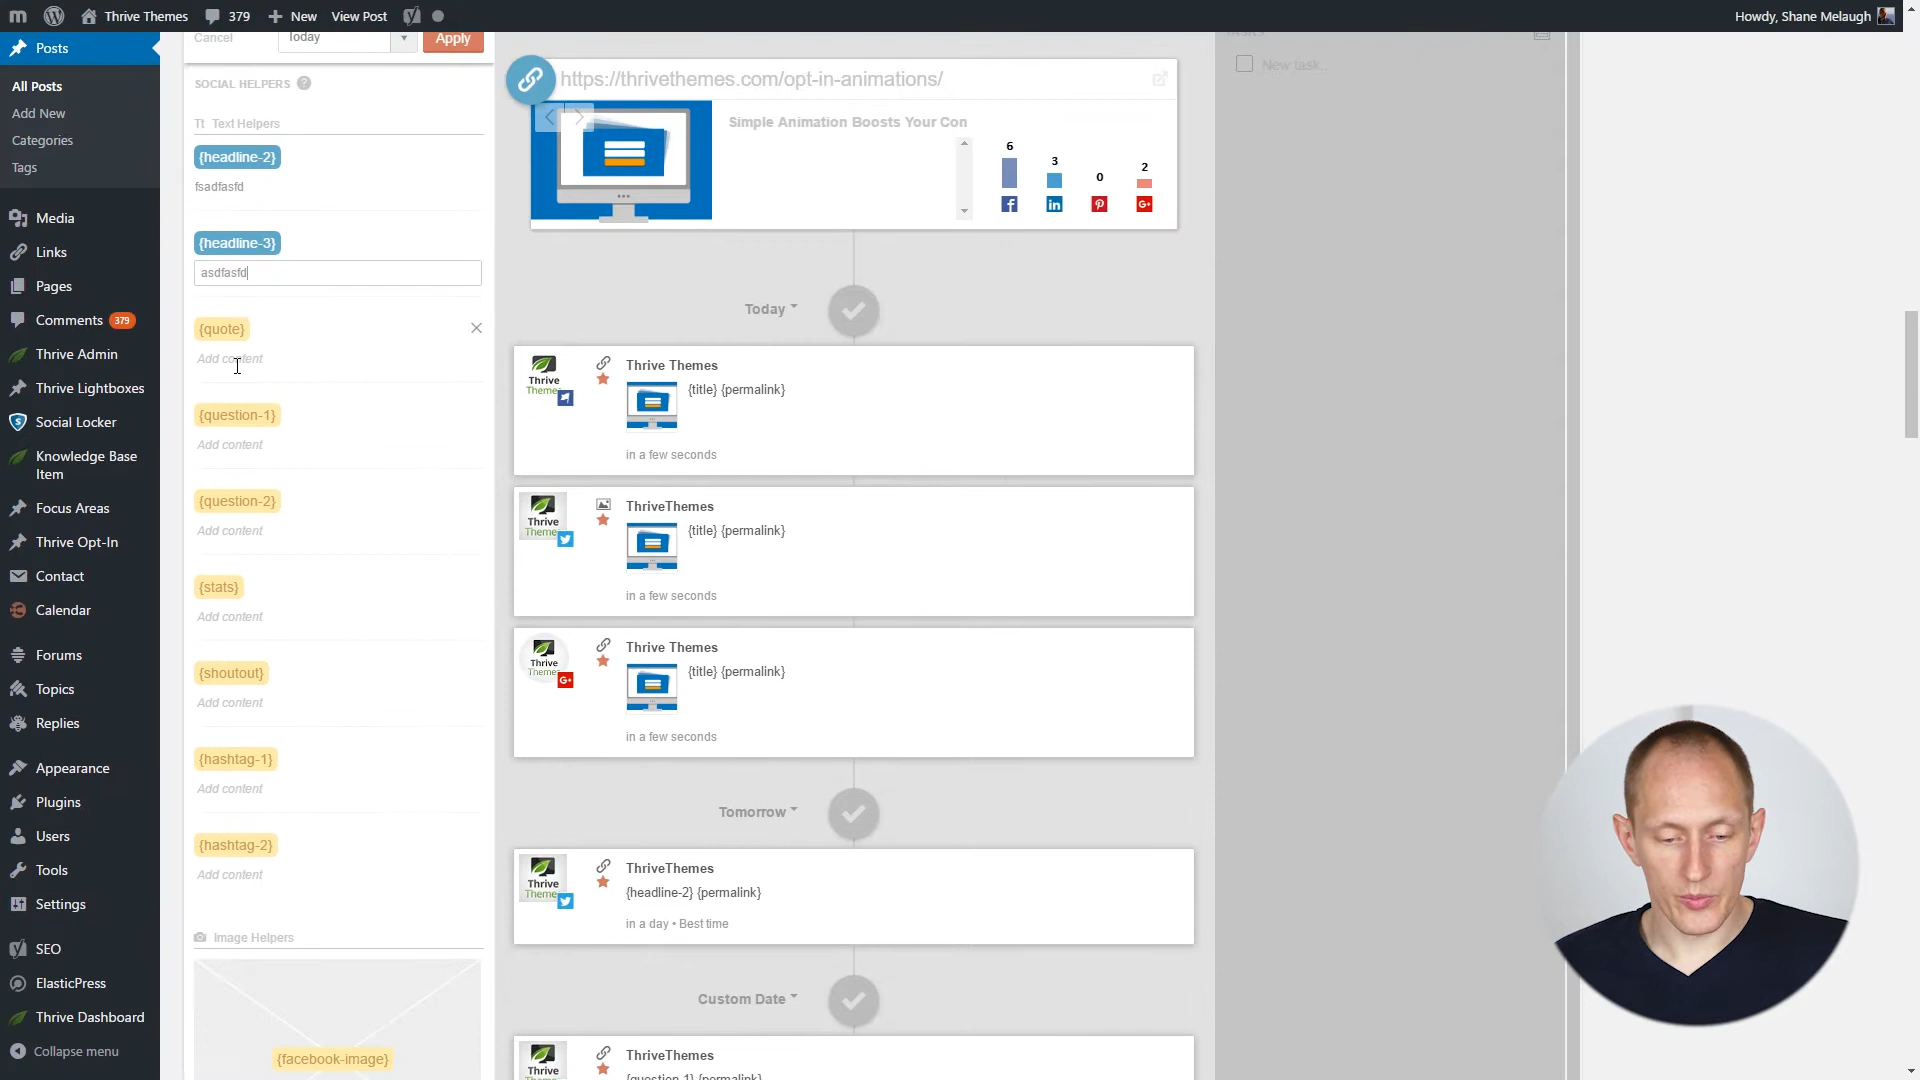 Thrive Themes
379
New
View Post
Howdy, Shane Melaugh
Posts
All Posts
Add New
Categories
Tags
Media
Links
Pages
Comments 379
Thrive Admin
Thrive Lightboxes
Social Locker
Knowledge Base
Item
Focus Areas
Thrive Opt-In
Contact
Calendar
Forums
Topics
Replies
Appearance
Plugins
Users
Tools
Settings
SEO
ElasticPress
Thrive Dashboard
Collapse menu
Cancel
Today
Apply
SOCIAL HELPERS ?
Tt Text Helpers
{headline-2}
fsadfasfd
{headline-3}
asdfasfd
{quote}
Add content
{question-1}
Add content
{question-2}
Add content
{stats}
Add content
{shoutout}
Add content
{hashtag-1}
Add content
{hashtag-2}
Add content
Image Helpers
{facebook-image}
https://thrivethemes.com/opt-in-animations/
Simple Animation Boosts Your Con
6
3
0
2
Today
Thrive Themes
{title} {permalink}
in a few seconds
ThriveThemes
{title} {permalink}
in a few seconds
Thrive Themes
{title} {permalink}
in a few seconds
Tomorrow
ThriveThemes
{headline-2} {permalink}
in a day • Best time
Custom Date
ThriveThemes
{question-1} {permalink}
New task..